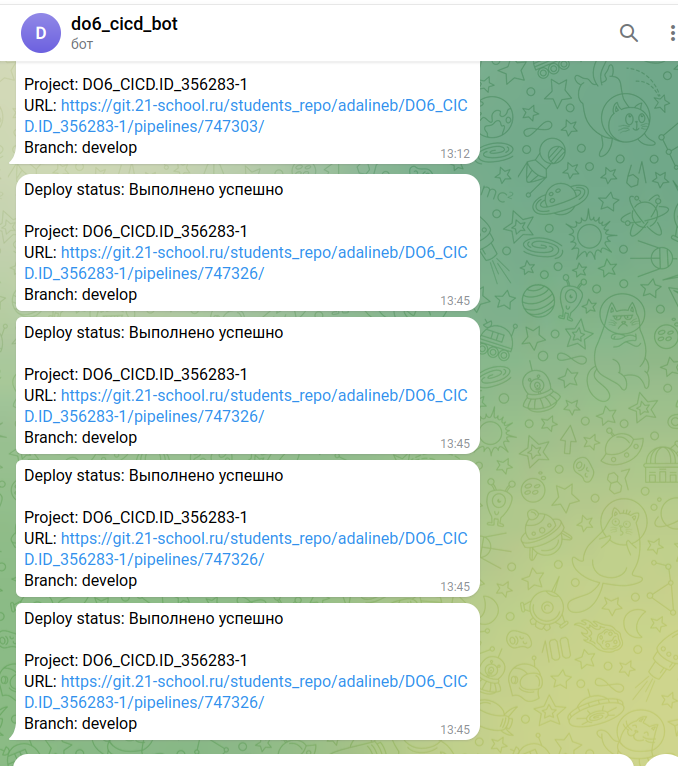 D
do6_cicd_bot
бот
Project: DO6_CICD.ID_356283-1
URL: https://git.21-school.ru/students_repo/adalineb/DO6_CIC
D.ID_356283-1/pipelines/747303/
Branch: develop
13:12
Deploy status: Выполнено успешно
Project: DO6_CICD.ID_356283-1
URL: https://git.21-school.ru/students_repo/adalineb/DO6_CIC
D.ID_356283-1/pipelines/747326/
Branch: develop
13:45
Deploy status: Выполнено успешно
Project: DO6_CICD.ID_356283-1
URL: https://git.21-school.ru/students_repo/adalineb/DO6_CIC
D.ID_356283-1/pipelines/747326/
Branch: develop
13:45
Deploy status: Выполнено успешно
Project: DO6_CICD.ID_356283-1
URL: https://git.21-school.ru/students_repo/adalineb/DO6_CIC
D.ID_356283-1/pipelines/747326/
Branch: develop
13:45
Deploy status: Выполнено успешно
Project: DO6_CICD.ID_356283-1
URL: https://git.21-school.ru/students_repo/adalineb/DO6_CIC
D.ID_356283-1/pipelines/747326/
Branch: develop
13:45